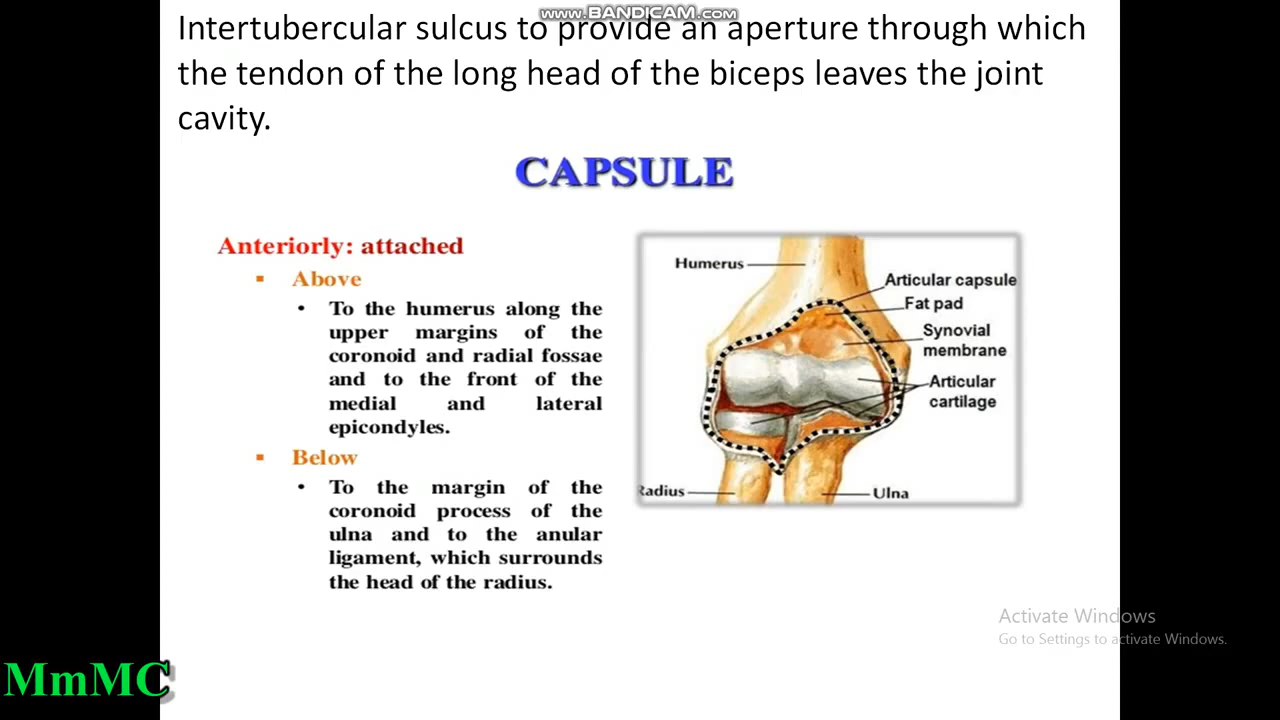 www.BANDICAM.com
Intertubercular sulcus to provide an aperture through which
the tendon of the long head of the biceps leaves the joint
cavity.
CAPSULE
Anteriorly: attached
▪ Above
• To the humerus along the
upper margins of the
coronoid and radial fossae
and to the front of the
medial and lateral
epicondyles.
▪ Below
• To the margin of the
coronoid process of the
ulna and to the anular
ligament, which surrounds
the head of the radius.
Humerus
Articular capsule
Fat pad
Synovial
membrane
Articular
cartilage
Radius
Ulna
Activate Windows
Go to Settings to activate Windows.
MmMC